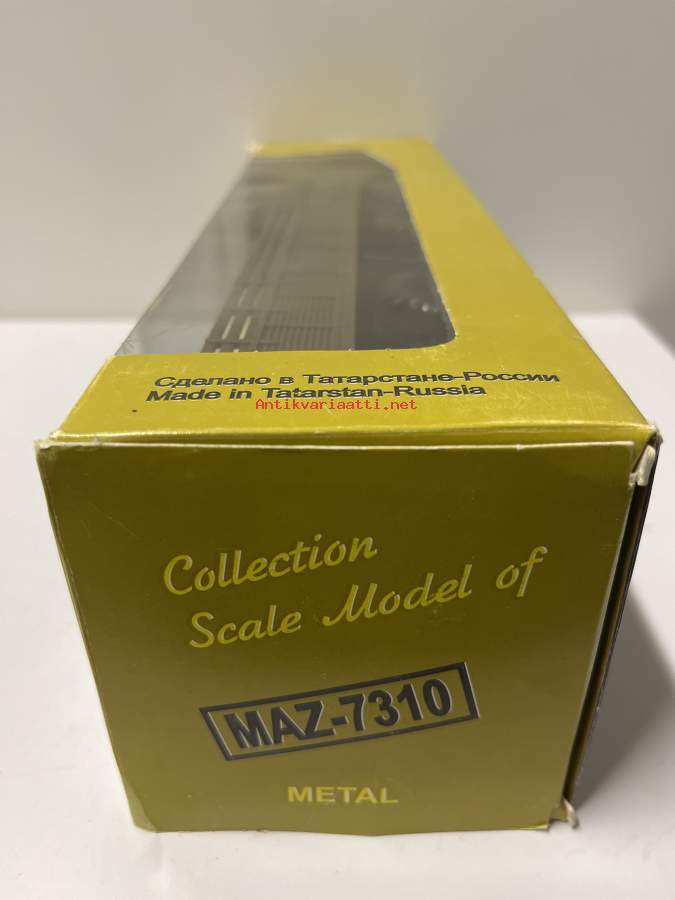 Сделано в Татарстане-России
Made in Tatarstan-Russia
Antikvariaatti.net
Collection
Scale Model of
MAZ-7310
METAL